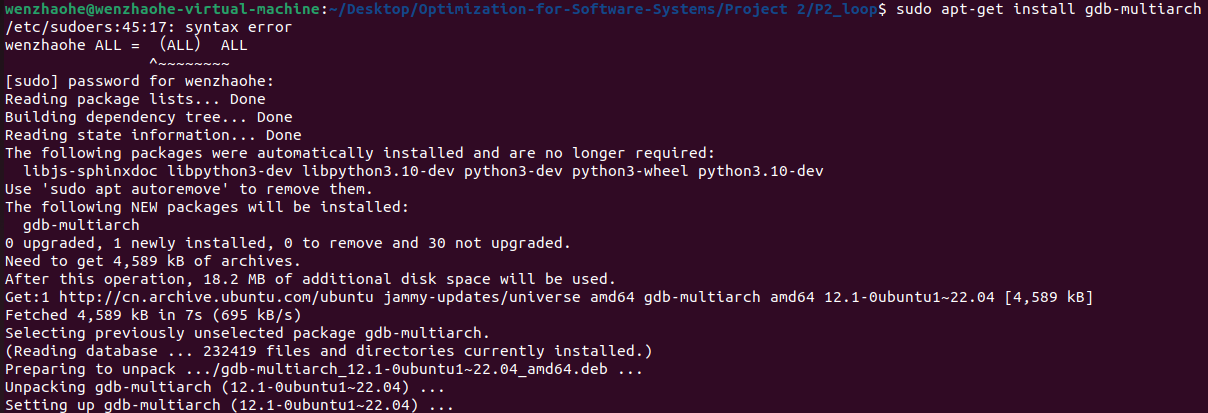 wenzhaohe@wenzhaohe-virtual-machine:~/Desktop/Optimization-for-Software-Systems/Project 2/P2_loop$ sudo apt-get install gdb-multiarch
/etc/sudoers:45:17: syntax error
wenzhaohe ALL = （ALL） ALL
                ^~~~~~~~~
[sudo] password for wenzhaohe:
Reading package lists... Done
Building dependency tree... Done
Reading state information... Done
The following packages were automatically installed and are no longer required:
  libjs-sphinxdoc libpython3-dev libpython3.10-dev python3-dev python3-wheel python3.10-dev
Use 'sudo apt autoremove' to remove them.
The following NEW packages will be installed:
  gdb-multiarch
0 upgraded, 1 newly installed, 0 to remove and 30 not upgraded.
Need to get 4,589 kB of archives.
After this operation, 18.2 MB of additional disk space will be used.
Get:1 http://cn.archive.ubuntu.com/ubuntu jammy-updates/universe amd64 gdb-multiarch amd64 12.1-0ubuntu1~22.04 [4,589 kB]
Fetched 4,589 kB in 7s (695 kB/s)
Selecting previously unselected package gdb-multiarch.
(Reading database ... 232419 files and directories currently installed.)
Preparing to unpack .../gdb-multiarch_12.1-0ubuntu1~22.04_amd64.deb ...
Unpacking gdb-multiarch (12.1-0ubuntu1~22.04) ...
Setting up gdb-multiarch (12.1-0ubuntu1~22.04) ...